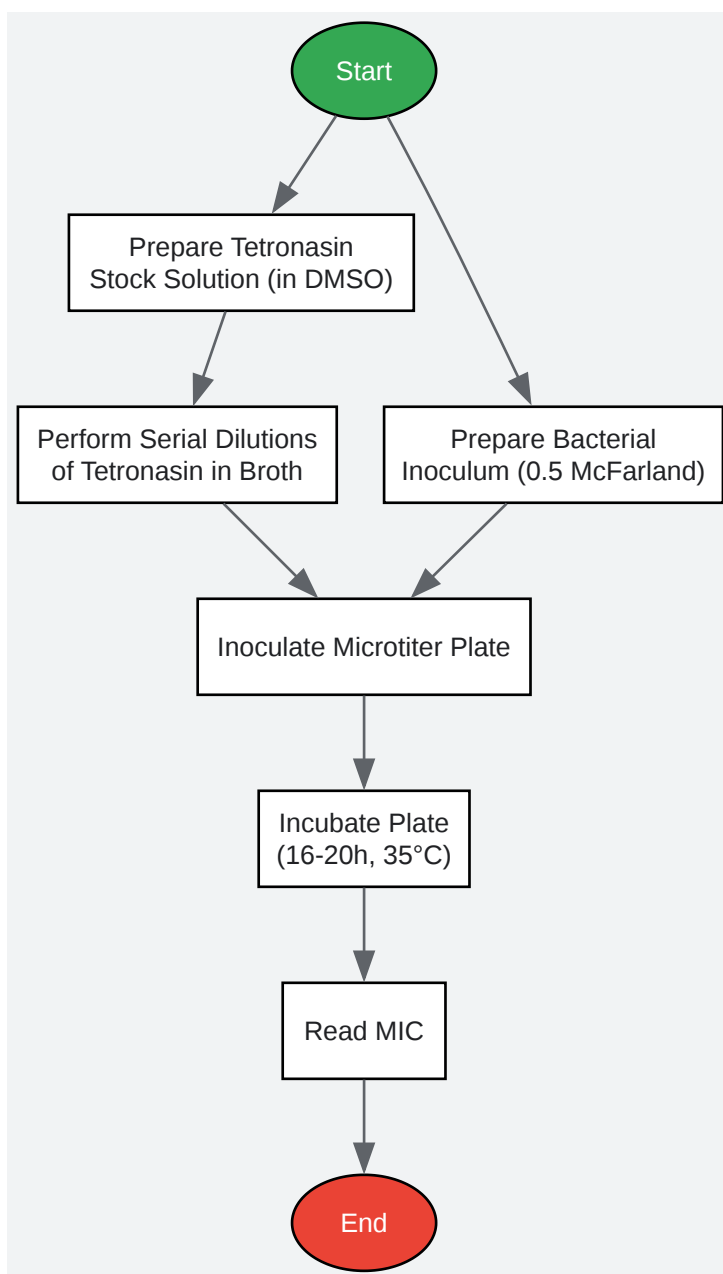 Start
Prepare Tetronasin
Stock Solution (in DMSO)
Perform Serial Dilutions
of Tetronasin in Broth
Prepare Bacterial
Inoculum (0.5 McFarland)
Inoculate Microtiter Plate
Incubate Plate
(16-20h, 35°C)
Read MIC
End